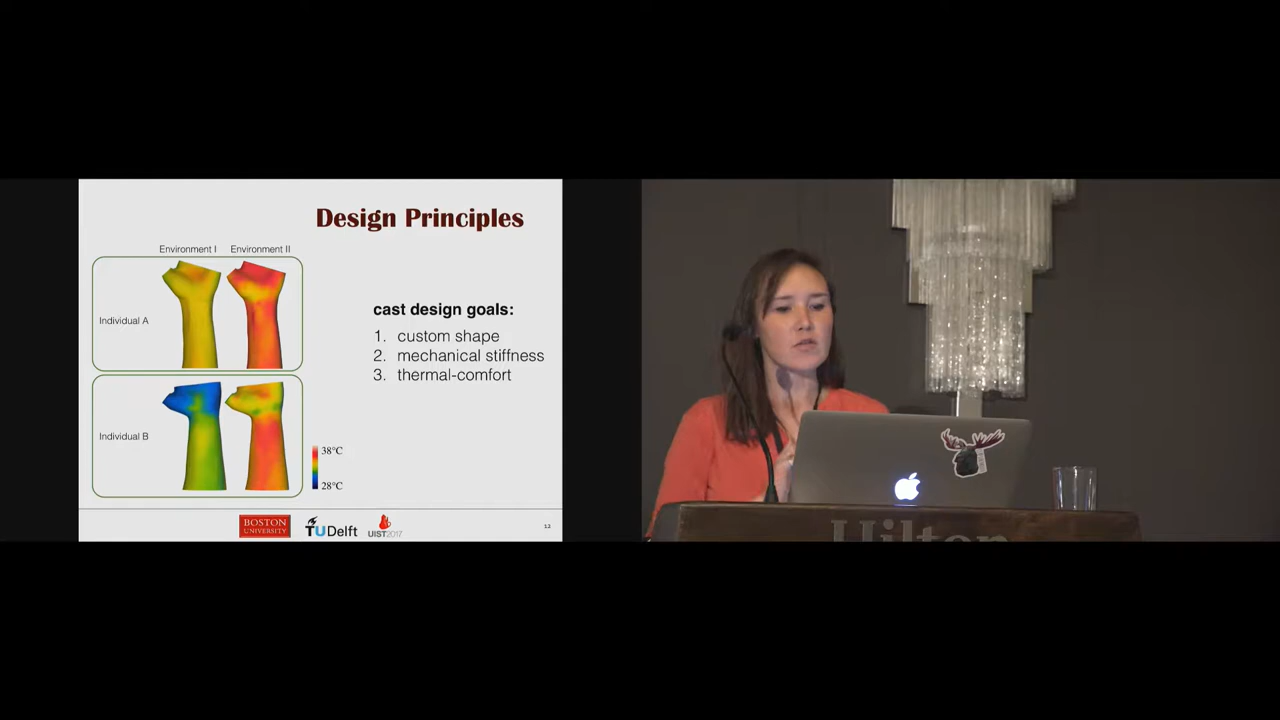 Design Principles
Environment I
Environment II
Individual A
Individual B
38°C
28°C
cast design goals:
1. custom shape
2. mechanical stiffness
3. thermal-comfort
BOSTON
UNIVERSITY
TUDelft
UIST2017
12
Hilton